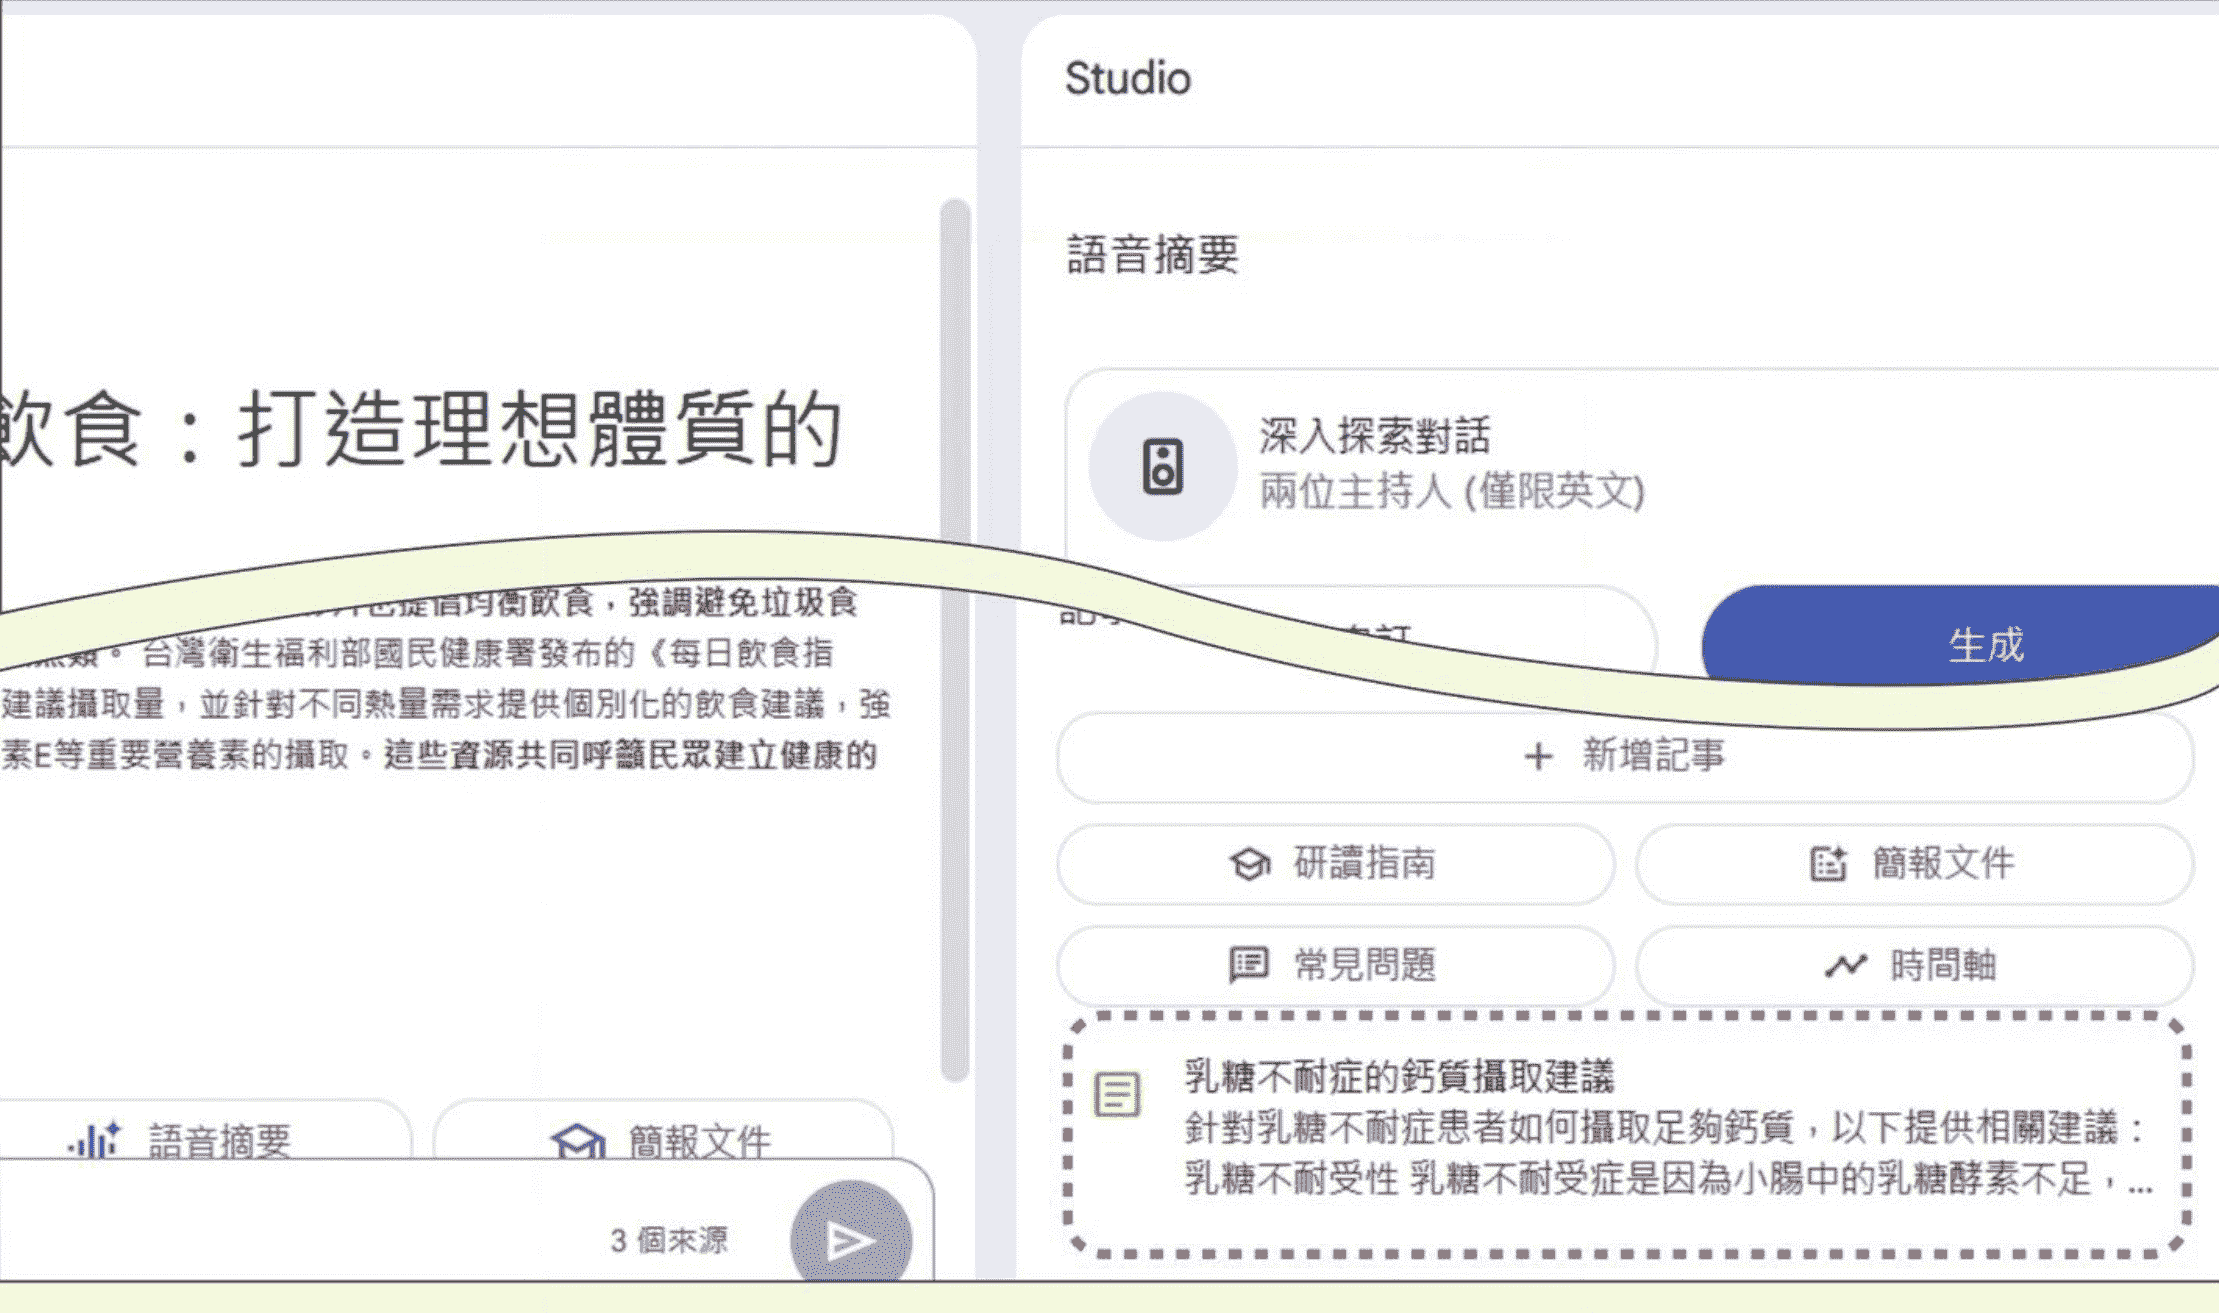 Studio
語音摘要
飲食：打造理想體質的
深入探索對話
兩位主持人 (僅限英文)
也提倡均衡飲食，強調避免垃圾食
。 台灣衛生福利部國民健康署發布的《每日飲食指
建議攝取量，並針對不同熱量需求提供個別化的飲食建議，強
素E等重要營養素的攝取。這些資源共同呼籲民眾建立健康的
語音摘要
簡報文件
3 個來源
生成
+ 新增記事
研讀指南
簡報文件
常見問題
時間軸
乳糖不耐症的鈣質攝取建議
針對乳糖不耐症患者如何攝取足夠鈣質，以下提供相關建議：
乳糖不耐受性 乳糖不耐受症是因為小腸中的乳糖酵素不足，...